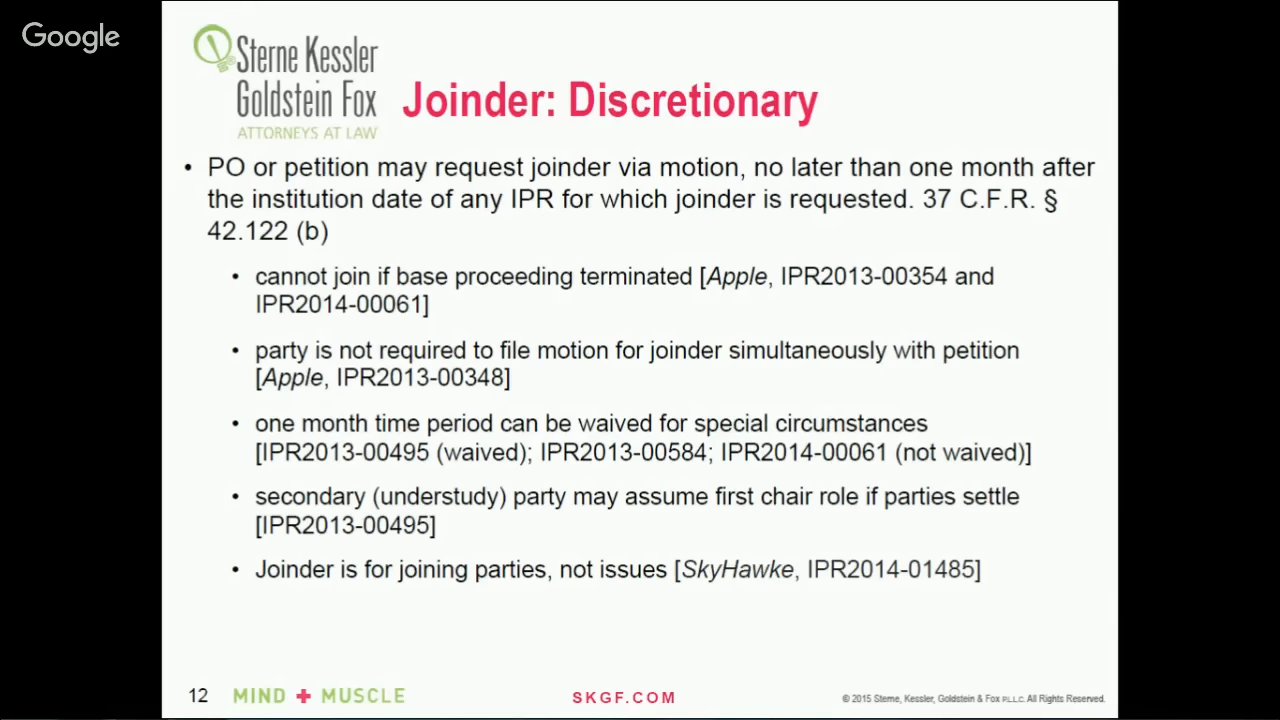 Google
Sterne Kessler
Goldstein Fox
ATTORNEYS AT LAW
Joinder: Discretionary
• PO or petition may request joinder via motion, no later than one month after
the institution date of any IPR for which joinder is requested. 37 C.F.R. §
42.122 (b)
• cannot join if base proceeding terminated [Apple, IPR2013-00354 and
IPR2014-00061]
• party is not required to file motion for joinder simultaneously with petition
[Apple, IPR2013-00348]
• one month time period can be waived for special circumstances
[IPR2013-00495 (waived); IPR2013-00584; IPR2014-00061 (not waived)]
• secondary (understudy) party may assume first chair role if parties settle
[IPR2013-00495]
• Joinder is for joining parties, not issues [SkyHawke, IPR2014-01485]
12 MIND + MUSCLE SKGF.COM © 2015 Sterne, Kessler, Goldstein & Fox P.L.L.C. All Rights Reserved.